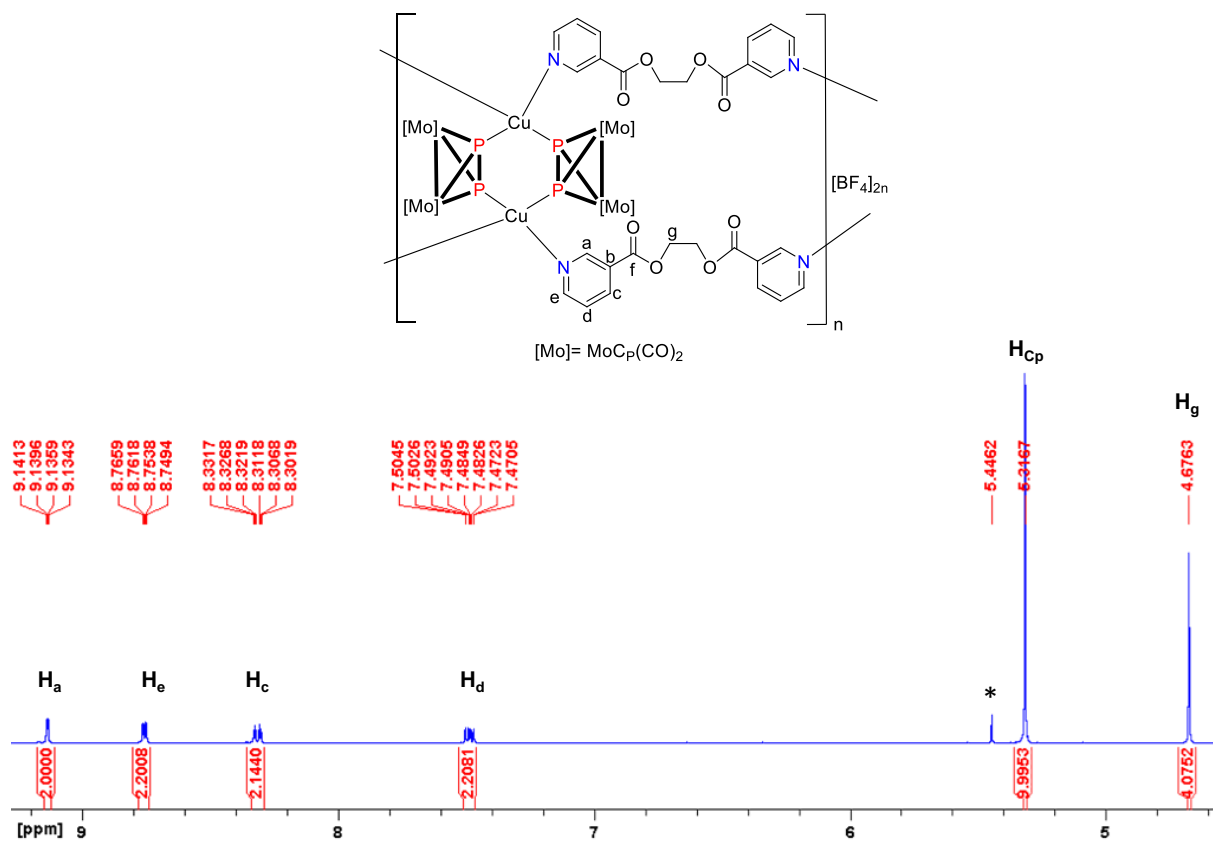 N O O O O N
Cu
[Mo] P P [Mo]
[BF4]2n
[Mo] P P [Mo]
Cu
O g O
a b f O O
N N
e c
d
n
[Mo]= MoCP(CO)2
HCp
Hg
9.1413
9.1396
9.1359
9.1343
8.7659
8.7618
8.7538
8.7494
8.3317
8.3268
8.3219
8.3118
8.3068
8.3019
7.5045
7.5026
7.4923
7.4905
7.4849
7.4826
7.4723
7.4705
5.4462
5.3167
4.6763
Ha He Hc Hd *
2.0000 2.2008 2.1440 2.2081 9.9953 4.0752
[ppm] 9 8 7 6 5